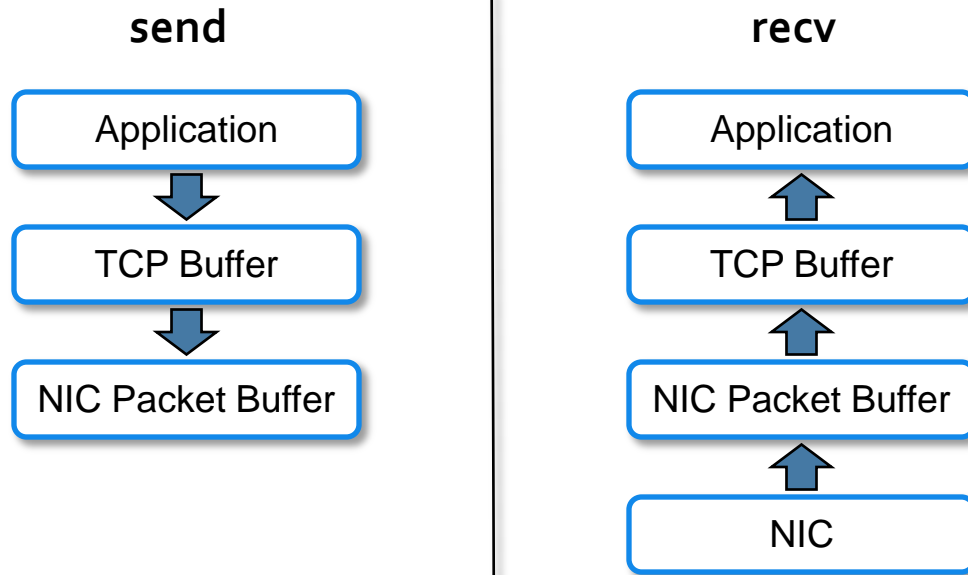 send
Application
TCP Buffer
NIC Packet Buffer
recv
Application
TCP Buffer
NIC Packet Buffer
NIC